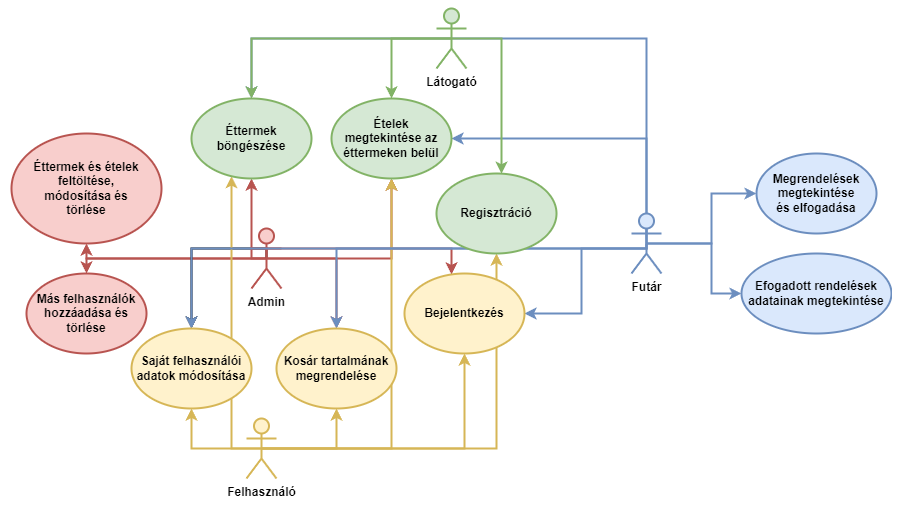 Látogató
Éttermek
böngészése
Ételek
megtekintése az
éttermeken belül
Éttermek és ételek
feltöltése,
módosítása és
törlése
Regisztráció
Megrendelések
megtekintése
és elfogadása
Admin
Futár
Más felhasználók
hozzáadása és
törlése
Bejelentkezés
Efogadott rendelések
adatainak megtekintése
Saját felhasználói
adatok módosítása
Kosár tartalmának
megrendelése
Felhasználó